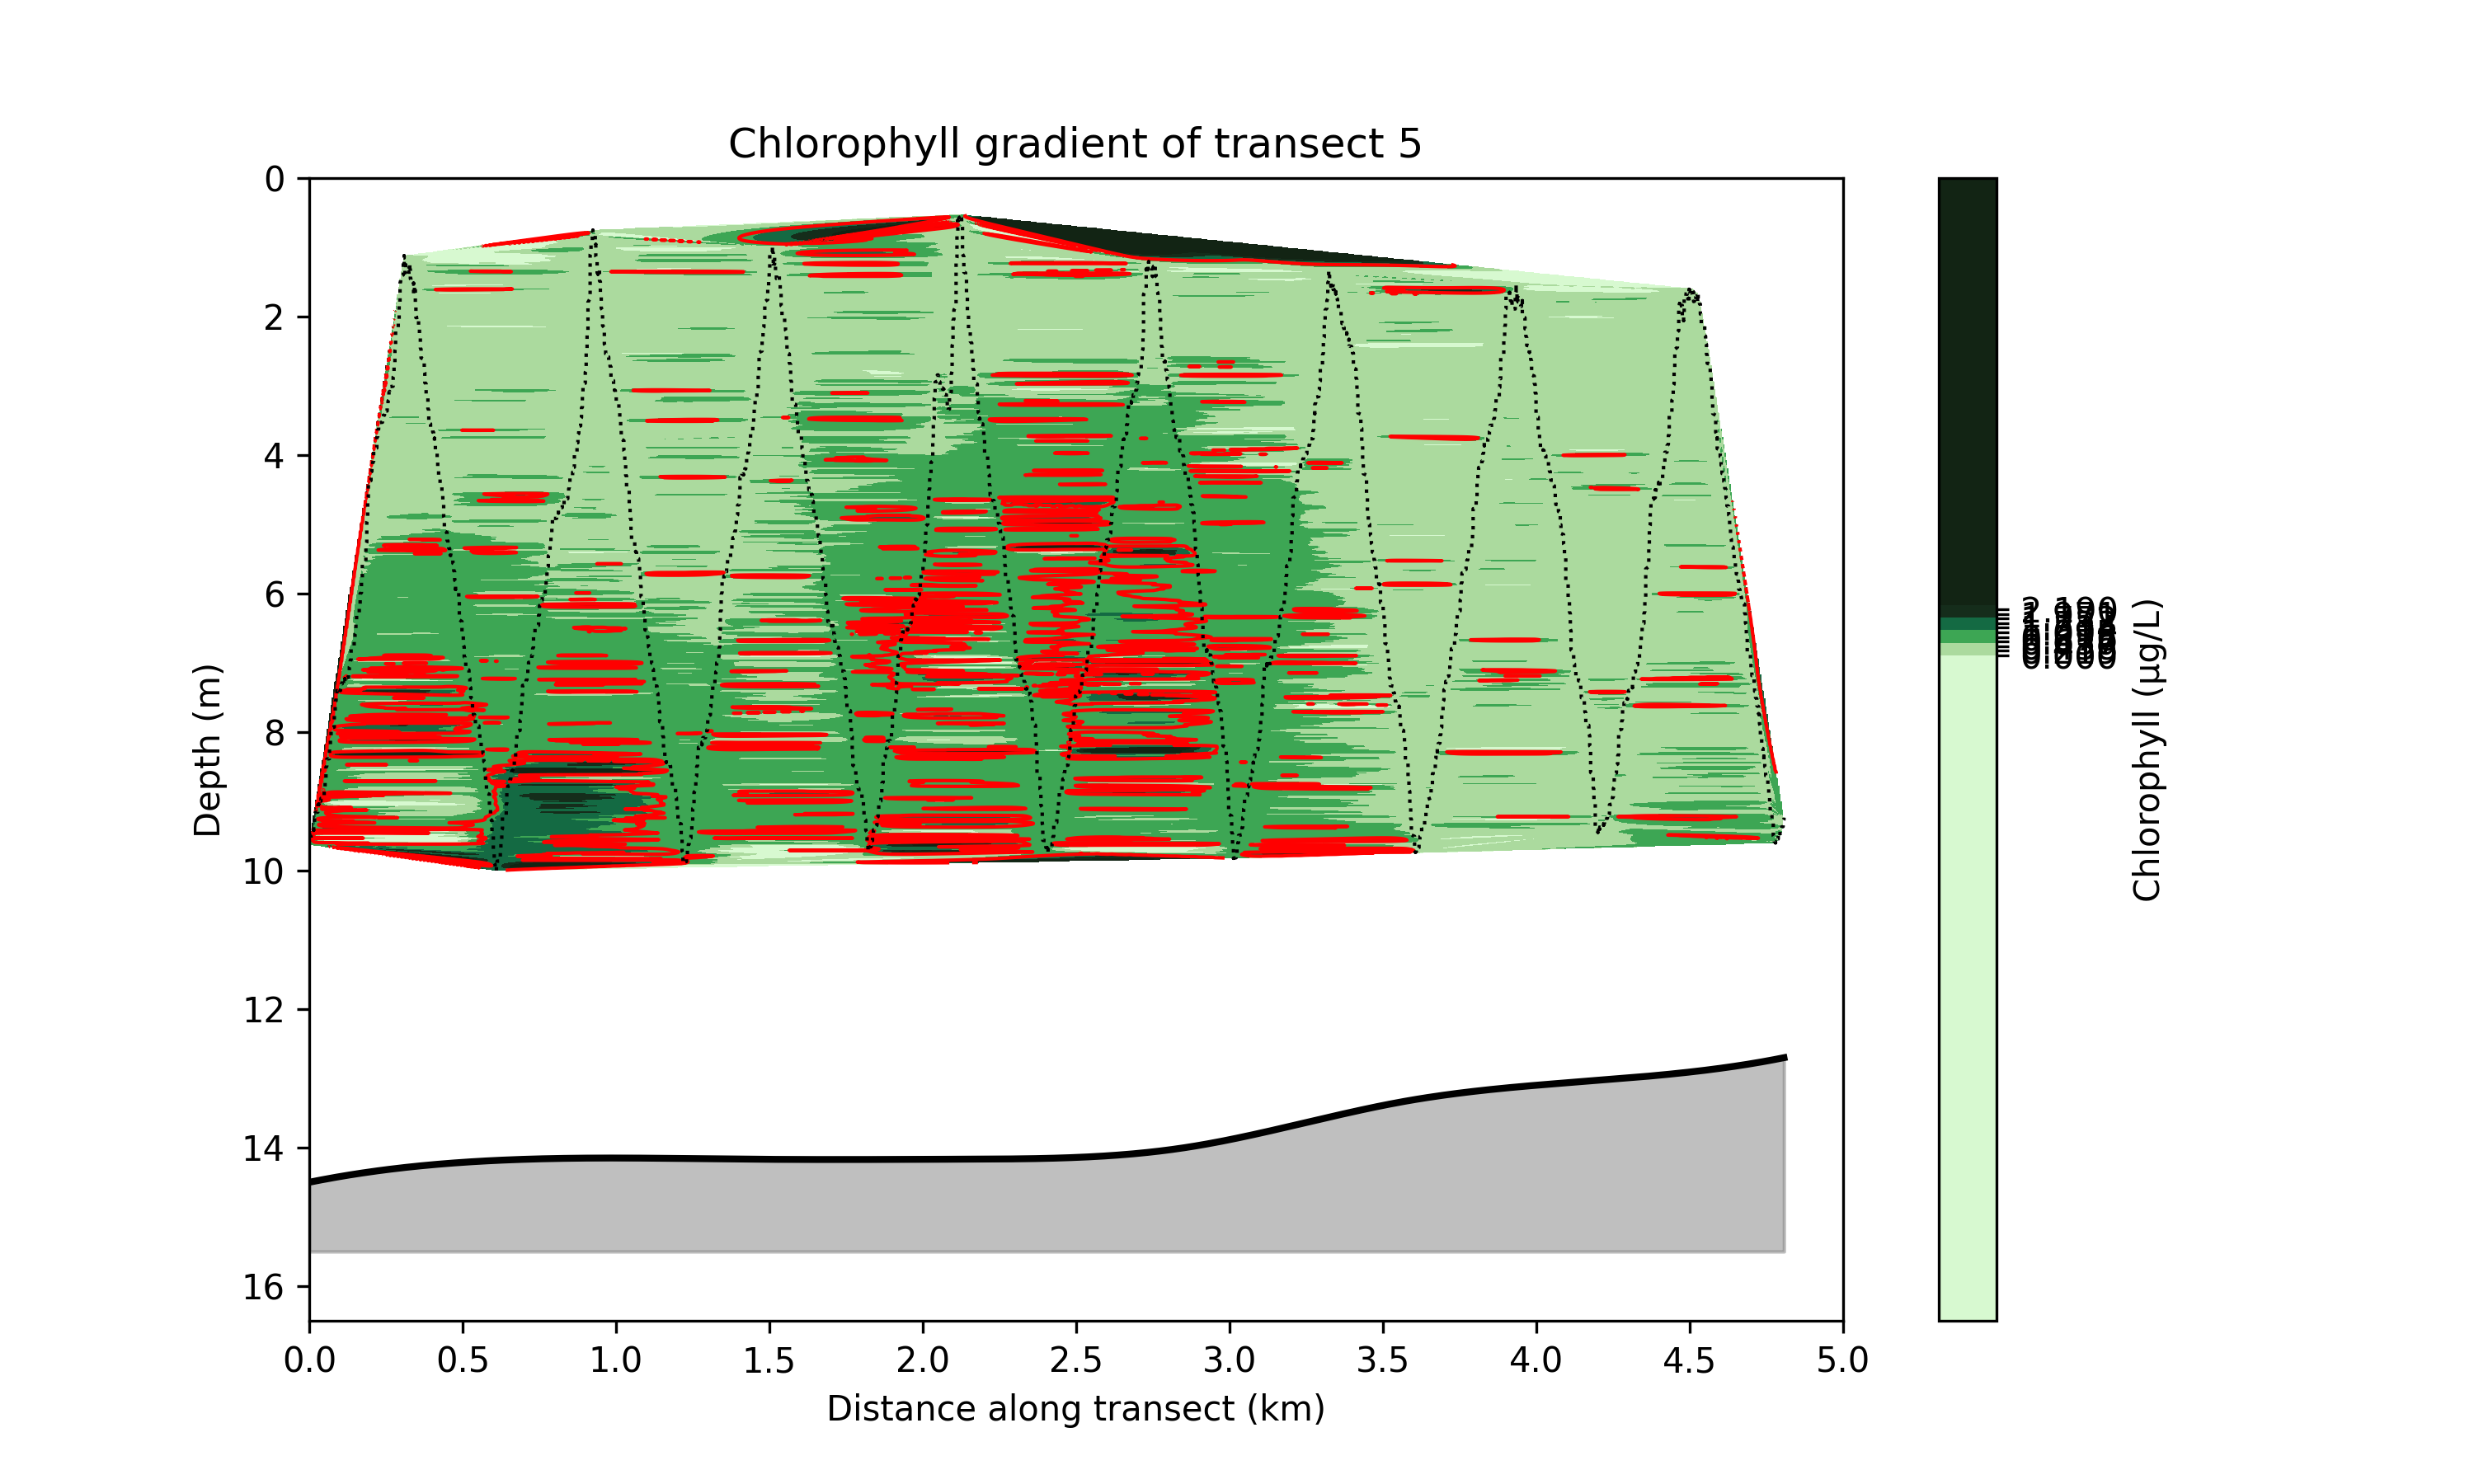 Chlorophyll gradient of transect 5
0
2
4
6
8
10
12
14
16
Depth (m)
0.0 0.5 1.0 1.5 2.0 2.5 3.0 3.5 4.0 4.5 5.0
Distance along transect (km)
Chlorophyll (µg/L)